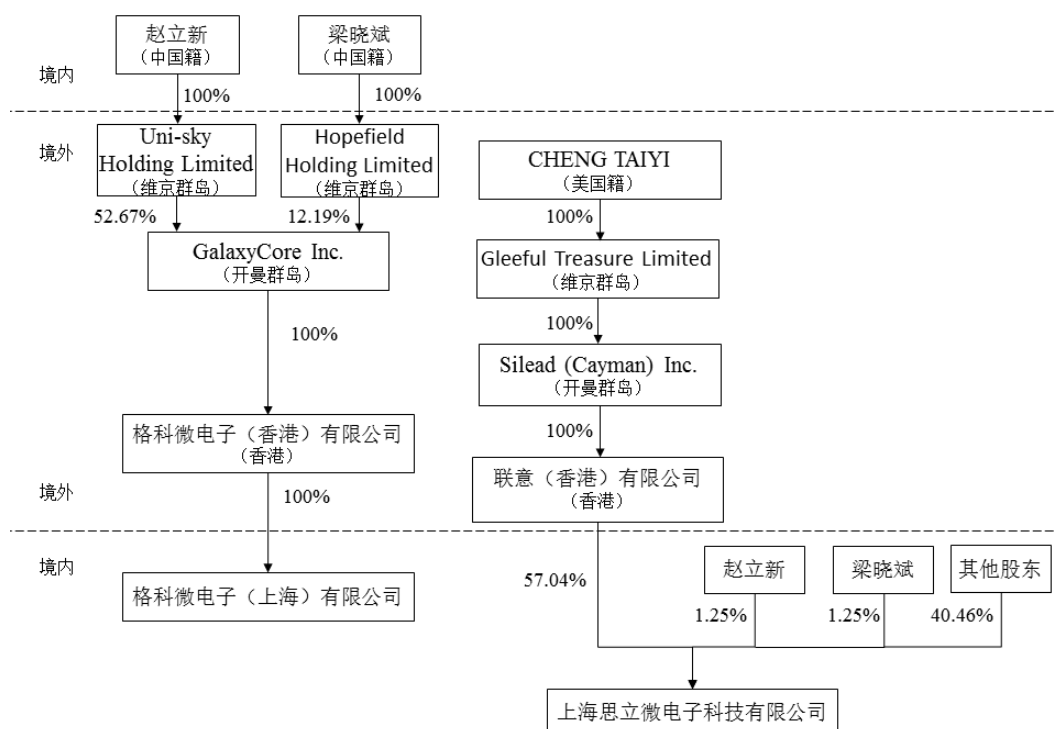 赵立新
（中国籍）
梁晓斌
（中国籍）
境内
100%
100%
境外
Uni-sky
Holding Limited
（维京群岛）
Hopefield
Holding Limited
（维京群岛）
CHENG TAIYI
（美国籍）
52.67%
12.19%
100%
GalaxyCore Inc.
（开曼群岛）
Gleeful Treasure Limited
（维京群岛）
100%
100%
Silead (Cayman) Inc.
（开曼群岛）
格科微电子（香港）有限公司
（香港）
100%
联意（香港）有限公司
（香港）
境外
100%
境内
57.04%
赵立新
梁晓斌
其他股东
格科微电子（上海）有限公司
1.25%
1.25%
40.46%
上海思立微电子科技有限公司